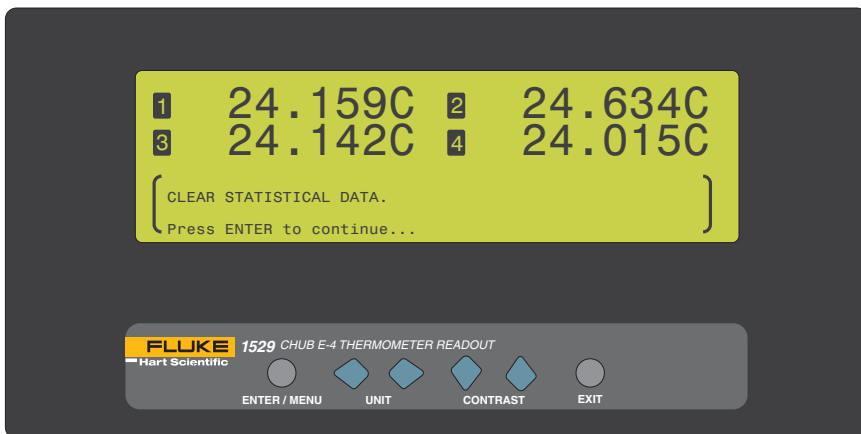 1 24.159C 2 24.634C
3 24.142C 4 24.015C
CLEAR STATISTICAL DATA.
Press ENTER to continue...
FLUKE 1529 CHUB E-4 THERMOMETER READOUT
Hart Scientific
ENTER / MENU UNIT CONTRAST EXIT